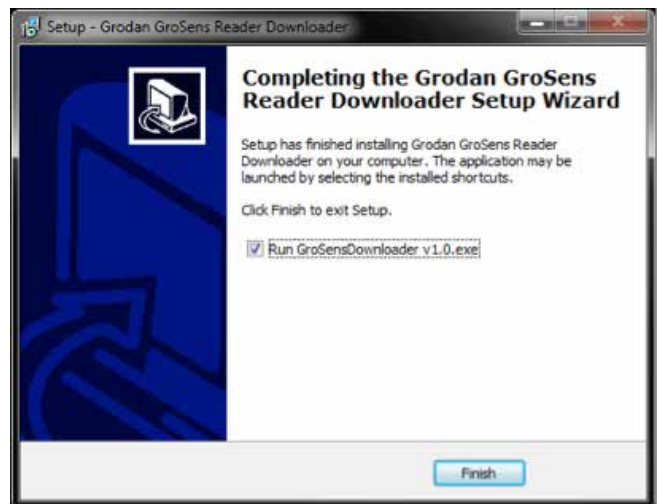 Setup - Grodan GroSens Reader Downloader
Completing the Grodan GroSens
Reader Downloader Setup Wizard
Setup has finished installing Grodan GroSens Reader
Downloader on your computer. The application may be
launched by selecting the installed shortcuts.
Click Finish to exit Setup.
Run GroSensDownloader v1.0.exe
Finish